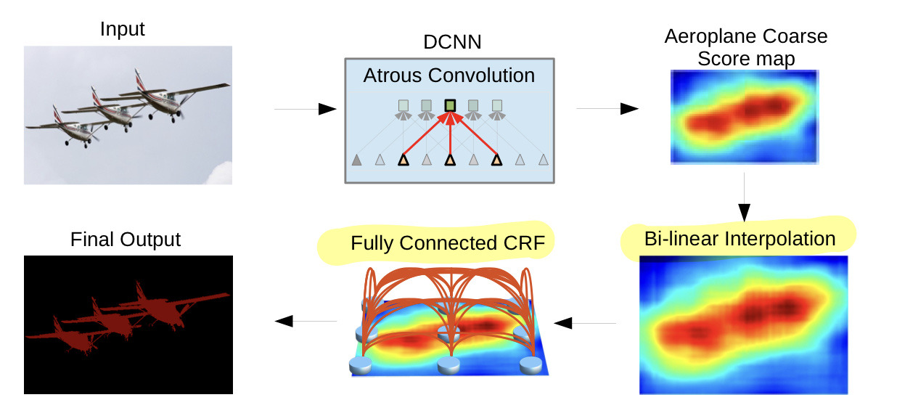 Input
DCNN
Atrous Convolution
Aeroplane Coarse
Score map
Bi-linear Interpolation
Fully Connected CRF
Final Output